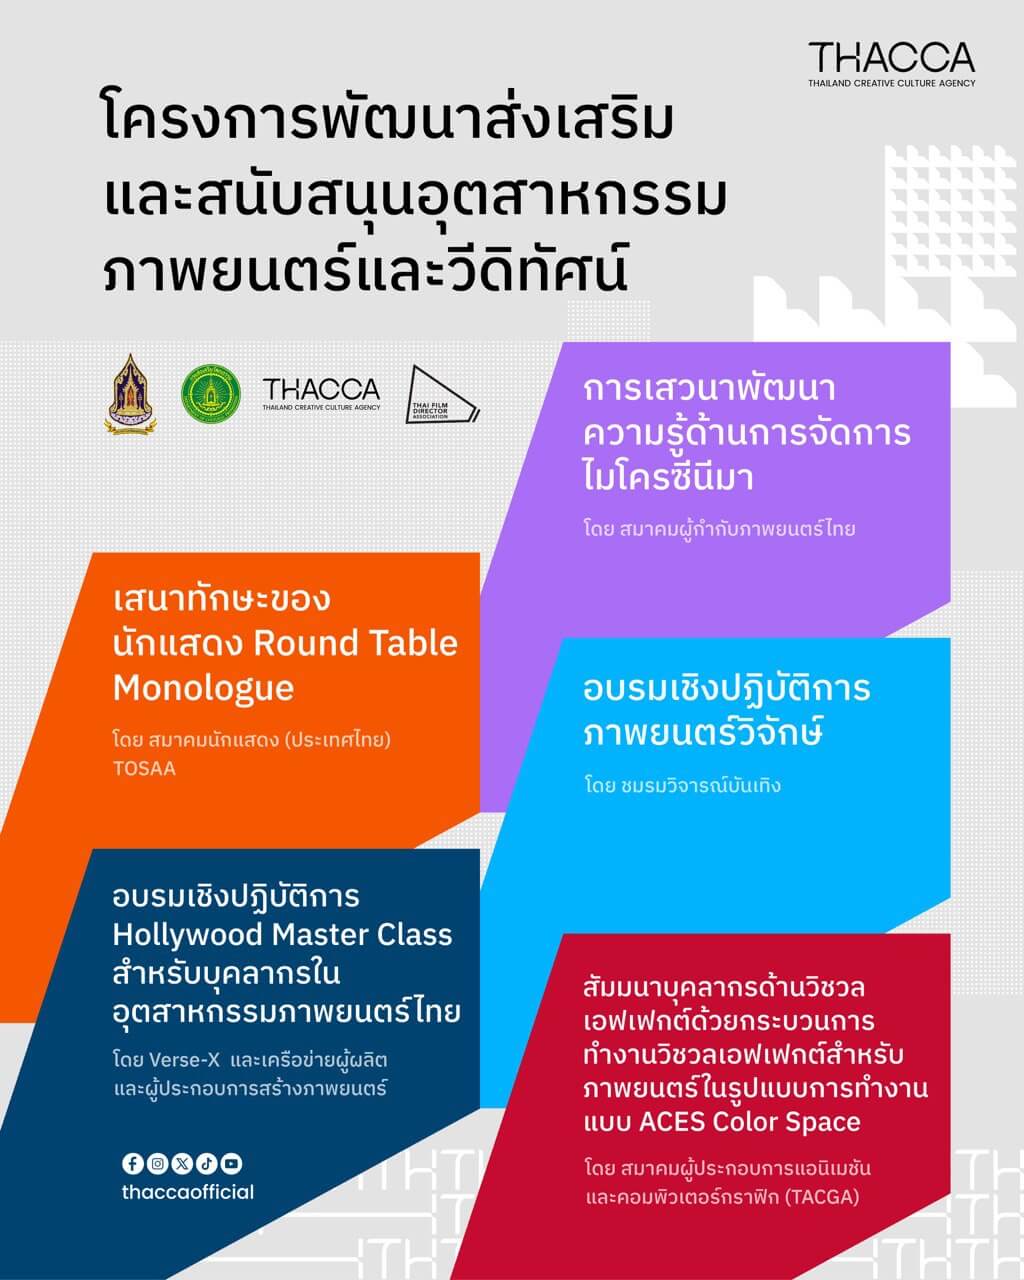 THACCA
THAILAND CREATIVE CULTURE AGENCY
โครงการพัฒนาส่งเสริม
และสนับสนุนอุตสาหกรรม
ภาพยนตร์และวีดิทัศน์
THACCA
THAILAND CREATIVE CULTURE AGENCY
THAI FILM
DIRECTOR
ASSOCIATION
การเสวนาพัฒนา
ความรู้ด้านการจัดการ
ไมโครซีนีมา
โดย สมาคมผู้กำกับภาพยนตร์ไทย
เสนาทักษะของ
นักแสดง Round Table
Monologue
โดย สมาคมนักแสดง (ประเทศไทย)
TOSAA
อบรมเชิงปฏิบัติการ
ภาพยนตร์วิจักษ์
โดย ชมรมวิจารณ์บันเทิง
อบรมเชิงปฏิบัติการ
Hollywood Master Class
สำหรับบุคลากรใน
อุตสาหกรรมภาพยนตร์ไทย
โดย Verse-X และเครือข่ายผู้ผลิต
และผู้ประกอบการสร้างภาพยนตร์
สัมมนาบุคลากรด้านวิชวล
เอฟเฟกต์ด้วยกระบวนการ
ทำงานวิชวลเอฟเฟกต์สำหรับ
ภาพยนตร์ในรูปแบบการทำงาน
แบบ ACES Color Space
โดย สมาคมผู้ประกอบการแอนิเมชัน
และคอมพิวเตอร์กราฟิก (TACGA)
thaccaofficial